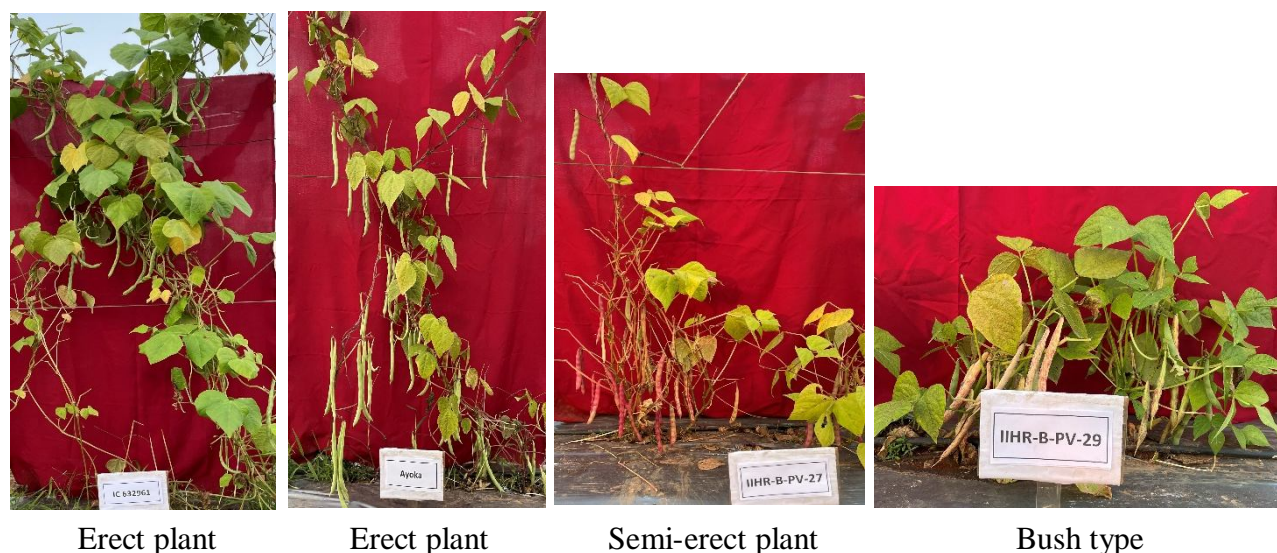 IC 632961
Ayoka
IIHR-B-PV-27
IIHR-B-PV-29
Erect plant
Erect plant
Semi-erect plant
Bush type